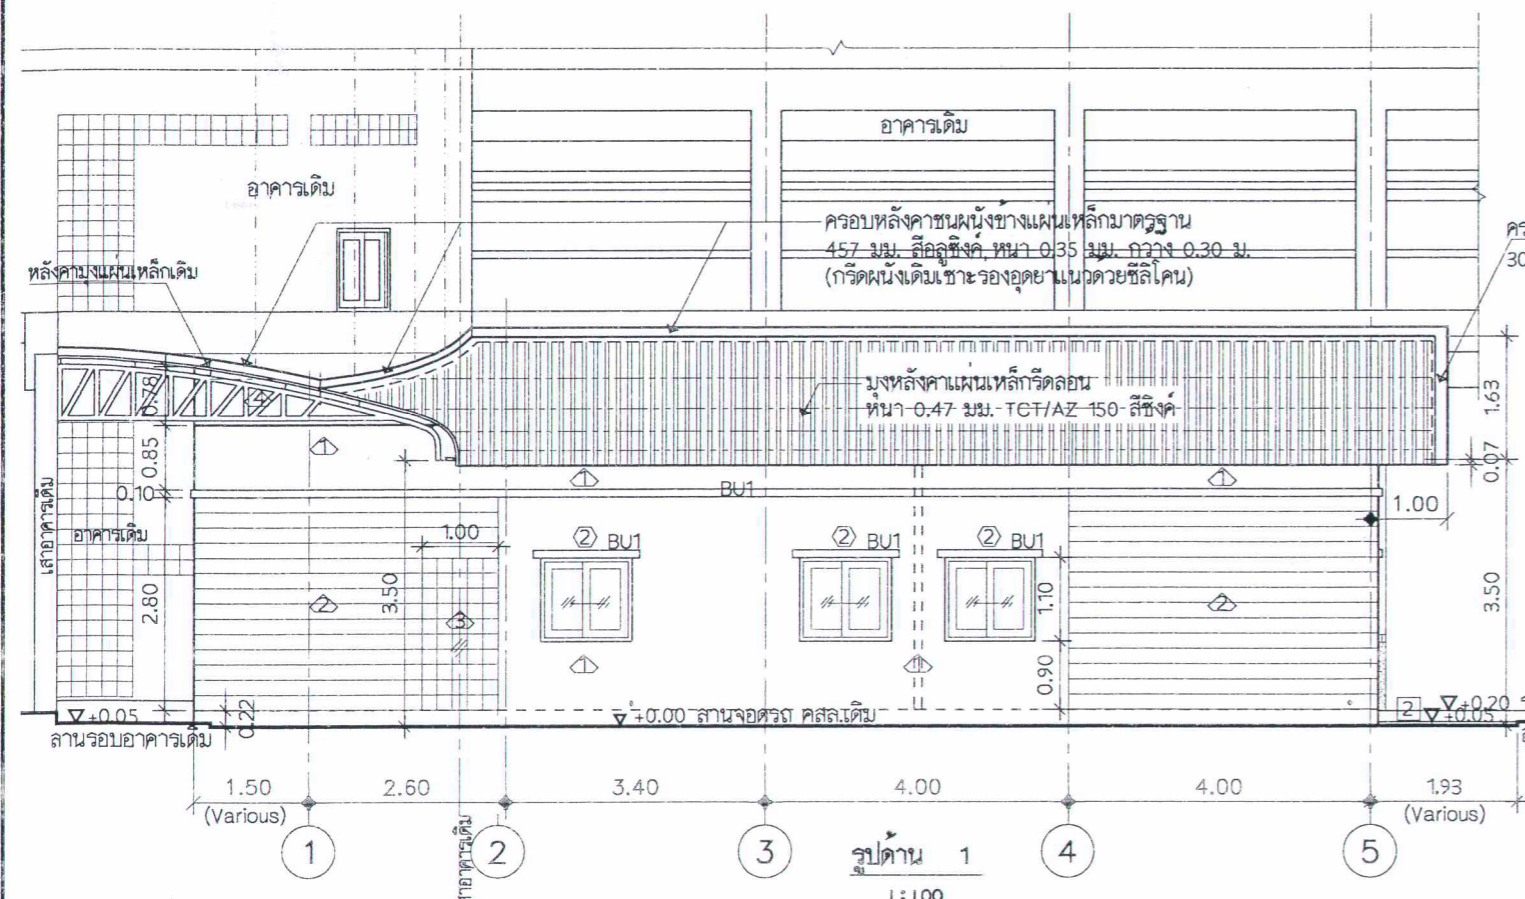 อาคารเดิม
อาคารเดิม
ครอบหลังคาชนผนังข้างแผ่นเหล็กมาตรฐาน
457 มม. สีอลูซิงค์ หนา 0.35 มม. กว้าง 0.30 ม.
(กรีดผนังเดิมเซาะร่องอุดยาแนวด้วยซิลิโคน)
30
หลังคามุงแผ่นเหล็กเดิม
มุงหลังคาแผ่นเหล็กรีดลอน
หนา 0.47 มม. TCT/AZ 150 สีซิงค์
0.78
4
1.63
0.85
1
1
1
0.07
0.10
BU1
1.00
เสาอาคารเดิม
อาคารเดิม
1.00
2 BU1
2 BU1
2 BU1
2.80
3.50
2
3
1.10
2
3.50
1
1
0.90
0.22
+0.05
ลานรอบอาคารเดิม
+0.00 ลานจอดรถ คสล.เดิม
2
+0.20
+0.05
1.50
2.60
3.40
4.00
4.00
1.93
(Various)
(Various)
1
2
3
4
5
รูปด้าน 1
1:100